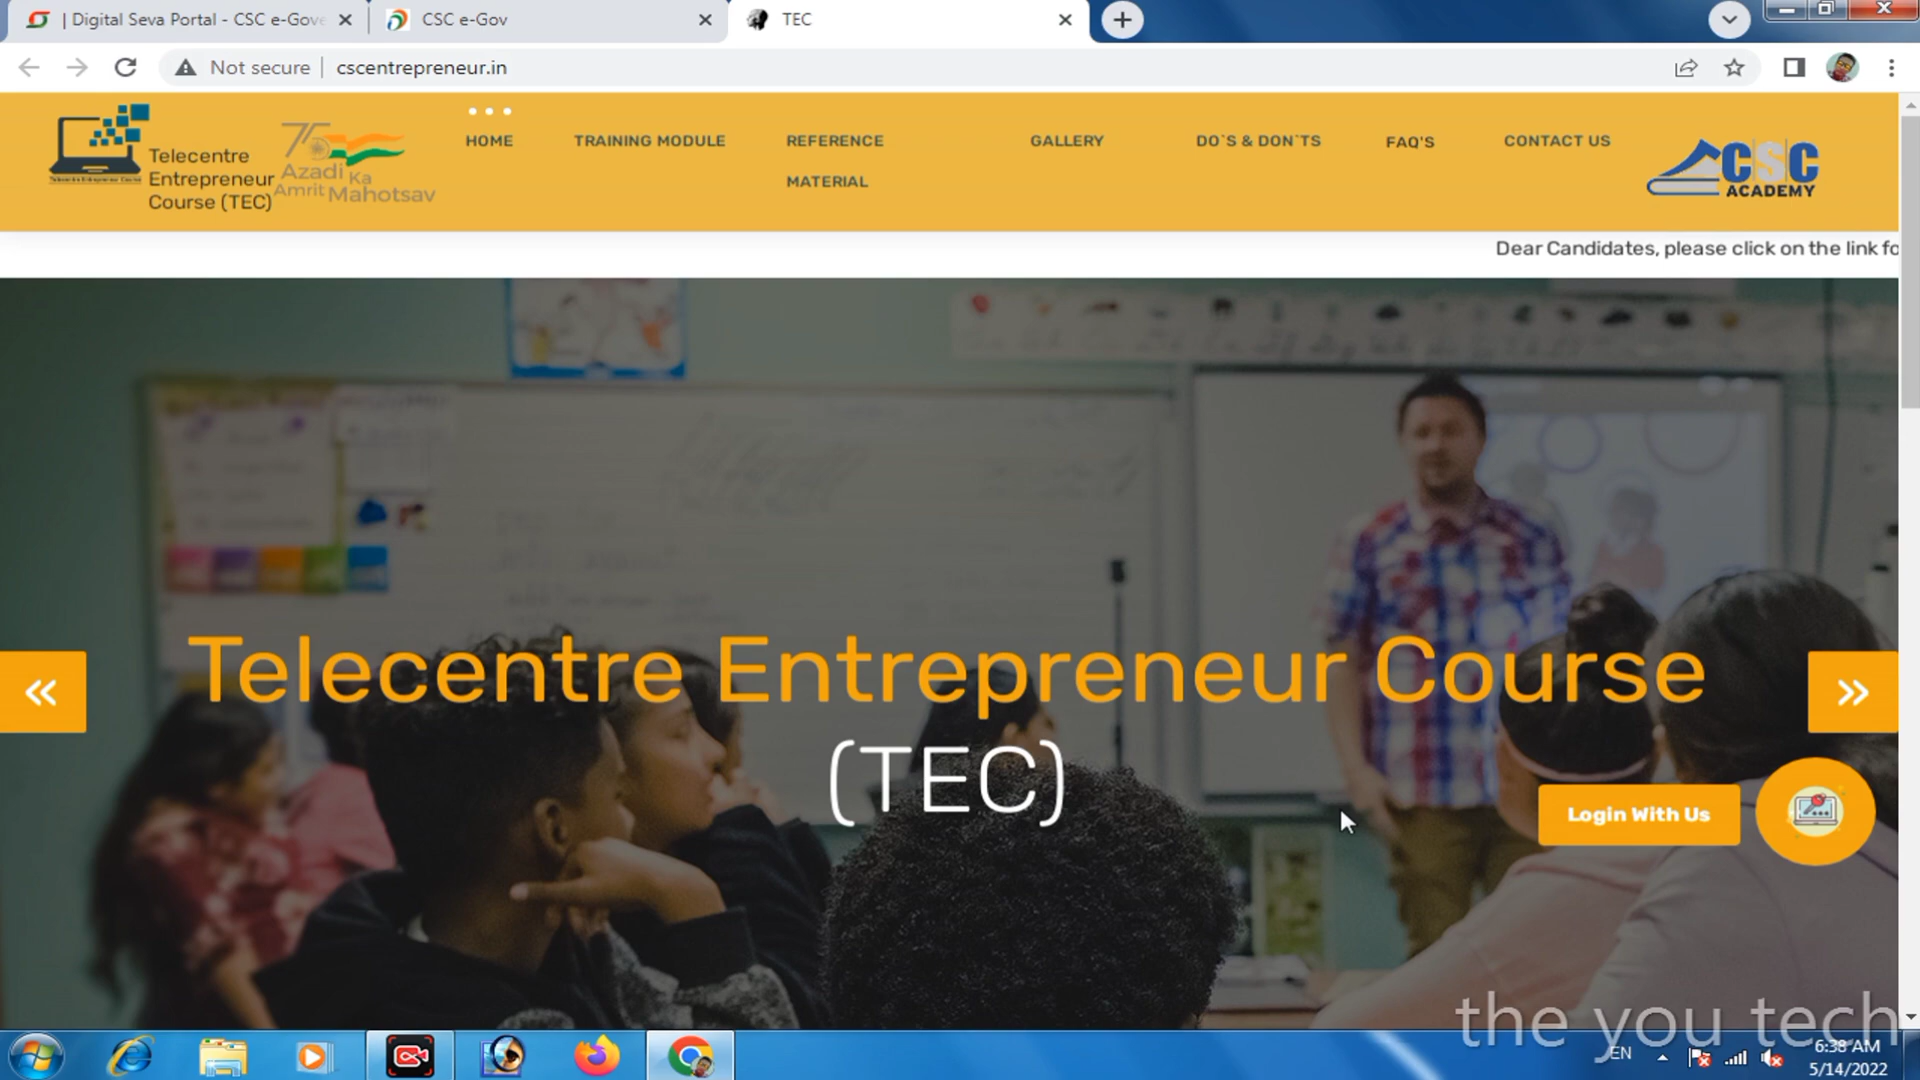 | Digital Seva Portal - CSC e-Gove
CSC e-Gov
TEC
Not secure
cscentrepreneur.in
Telecentre
Entrepreneur
Course (TEC)
75
Azadi Ka
Amrit Mahotsav
HOME
TRAINING MODULE
REFERENCE
MATERIAL
GALLERY
DO`S & DON`TS
FAQ'S
CONTACT US
CSC
ACADEMY
Dear Candidates, please click on the link fo
Telecentre Entrepreneur Course
(TEC)
Login With Us
the you tech
EN
6:38 AM
5/14/2022